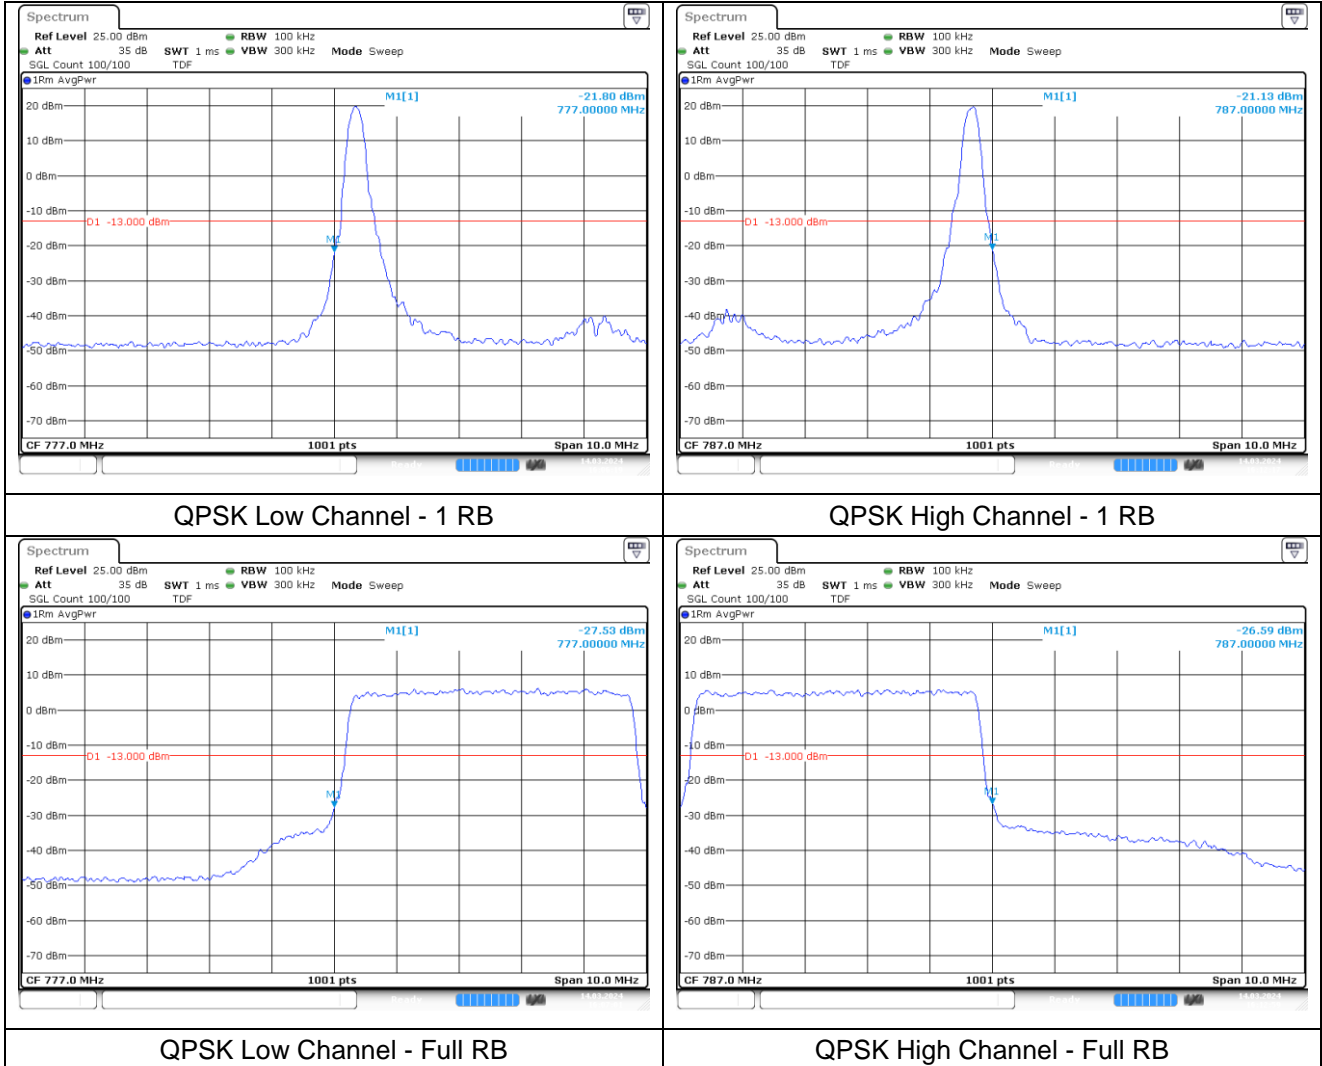 Spectrum
Ref Level 25.00 dBm RBW 100 kHz
Att 35 dB SWT 1 ms VBW 300 kHz Mode Sweep
SGL Count 100/100 TDF
1Rm AvgPwr
M1[1] -21.80 dBm
777.00000 MHz
20 dBm
10 dBm
0 dBm
-10 dBm
D1 -13.000 dBm
M1
-20 dBm
-30 dBm
-40 dBm
-50 dBm
-60 dBm
-70 dBm
CF 777.0 MHz 1001 pts Span 10.0 MHz
Ready 14.03.2024
QPSK Low Channel - 1 RB
Spectrum
Ref Level 25.00 dBm RBW 100 kHz
Att 35 dB SWT 1 ms VBW 300 kHz Mode Sweep
SGL Count 100/100 TDF
1Rm AvgPwr
M1[1] -21.13 dBm
787.00000 MHz
20 dBm
10 dBm
0 dBm
-10 dBm
D1 -13.000 dBm
M1
-20 dBm
-30 dBm
-40 dBm
-50 dBm
-60 dBm
-70 dBm
CF 787.0 MHz 1001 pts Span 10.0 MHz
14.03.2024
QPSK High Channel - 1 RB
Spectrum
Ref Level 25.00 dBm RBW 100 kHz
Att 35 dB SWT 1 ms VBW 300 kHz Mode Sweep
SGL Count 100/100 TDF
1Rm AvgPwr
M1[1] -27.53 dBm
777.00000 MHz
20 dBm
10 dBm
0 dBm
-10 dBm
D1 -13.000 dBm
-20 dBm
M1
-30 dBm
-40 dBm
-50 dBm
-60 dBm
-70 dBm
CF 777.0 MHz 1001 pts Span 10.0 MHz
Ready 14.03.2024
QPSK Low Channel - Full RB
Spectrum
Ref Level 25.00 dBm RBW 100 kHz
Att 35 dB SWT 1 ms VBW 300 kHz Mode Sweep
SGL Count 100/100 TDF
1Rm AvgPwr
M1[1] -26.59 dBm
787.00000 MHz
20 dBm
10 dBm
0 dBm
-10 dBm
D1 -13.000 dBm
-20 dBm
M1
-30 dBm
-40 dBm
-50 dBm
-60 dBm
-70 dBm
CF 787.0 MHz 1001 pts Span 10.0 MHz
Ready 14.03.2024
QPSK High Channel - Full RB